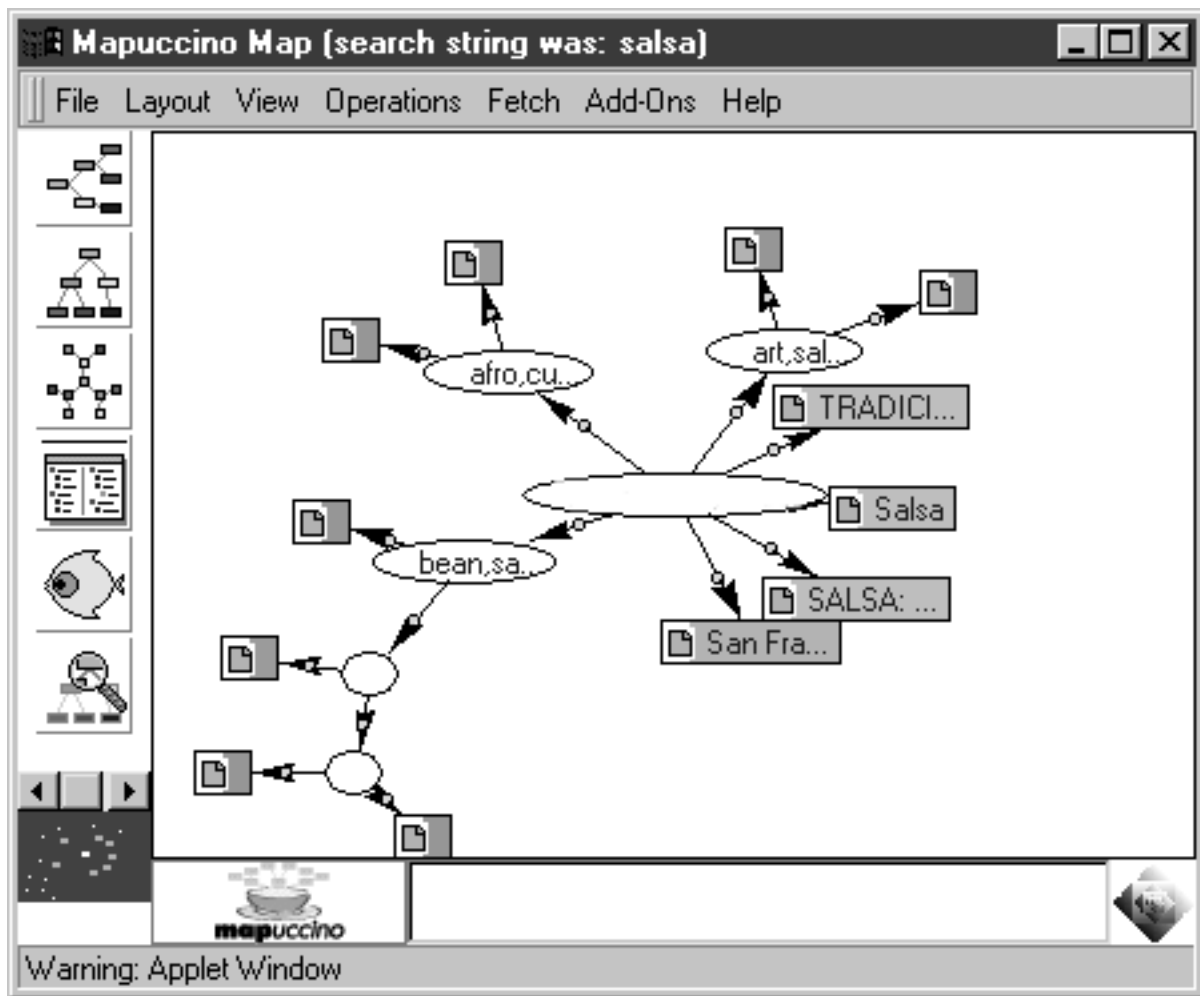 Mapuccino Map (search string was: salsa)
File Layout View Operations Fetch Add-Ons Help
afro,cu..
art,sal..
TRADICI...
Salsa
bean,sa..
SALSA: ...
San Fra...
mapuccino
Warning: Applet Window